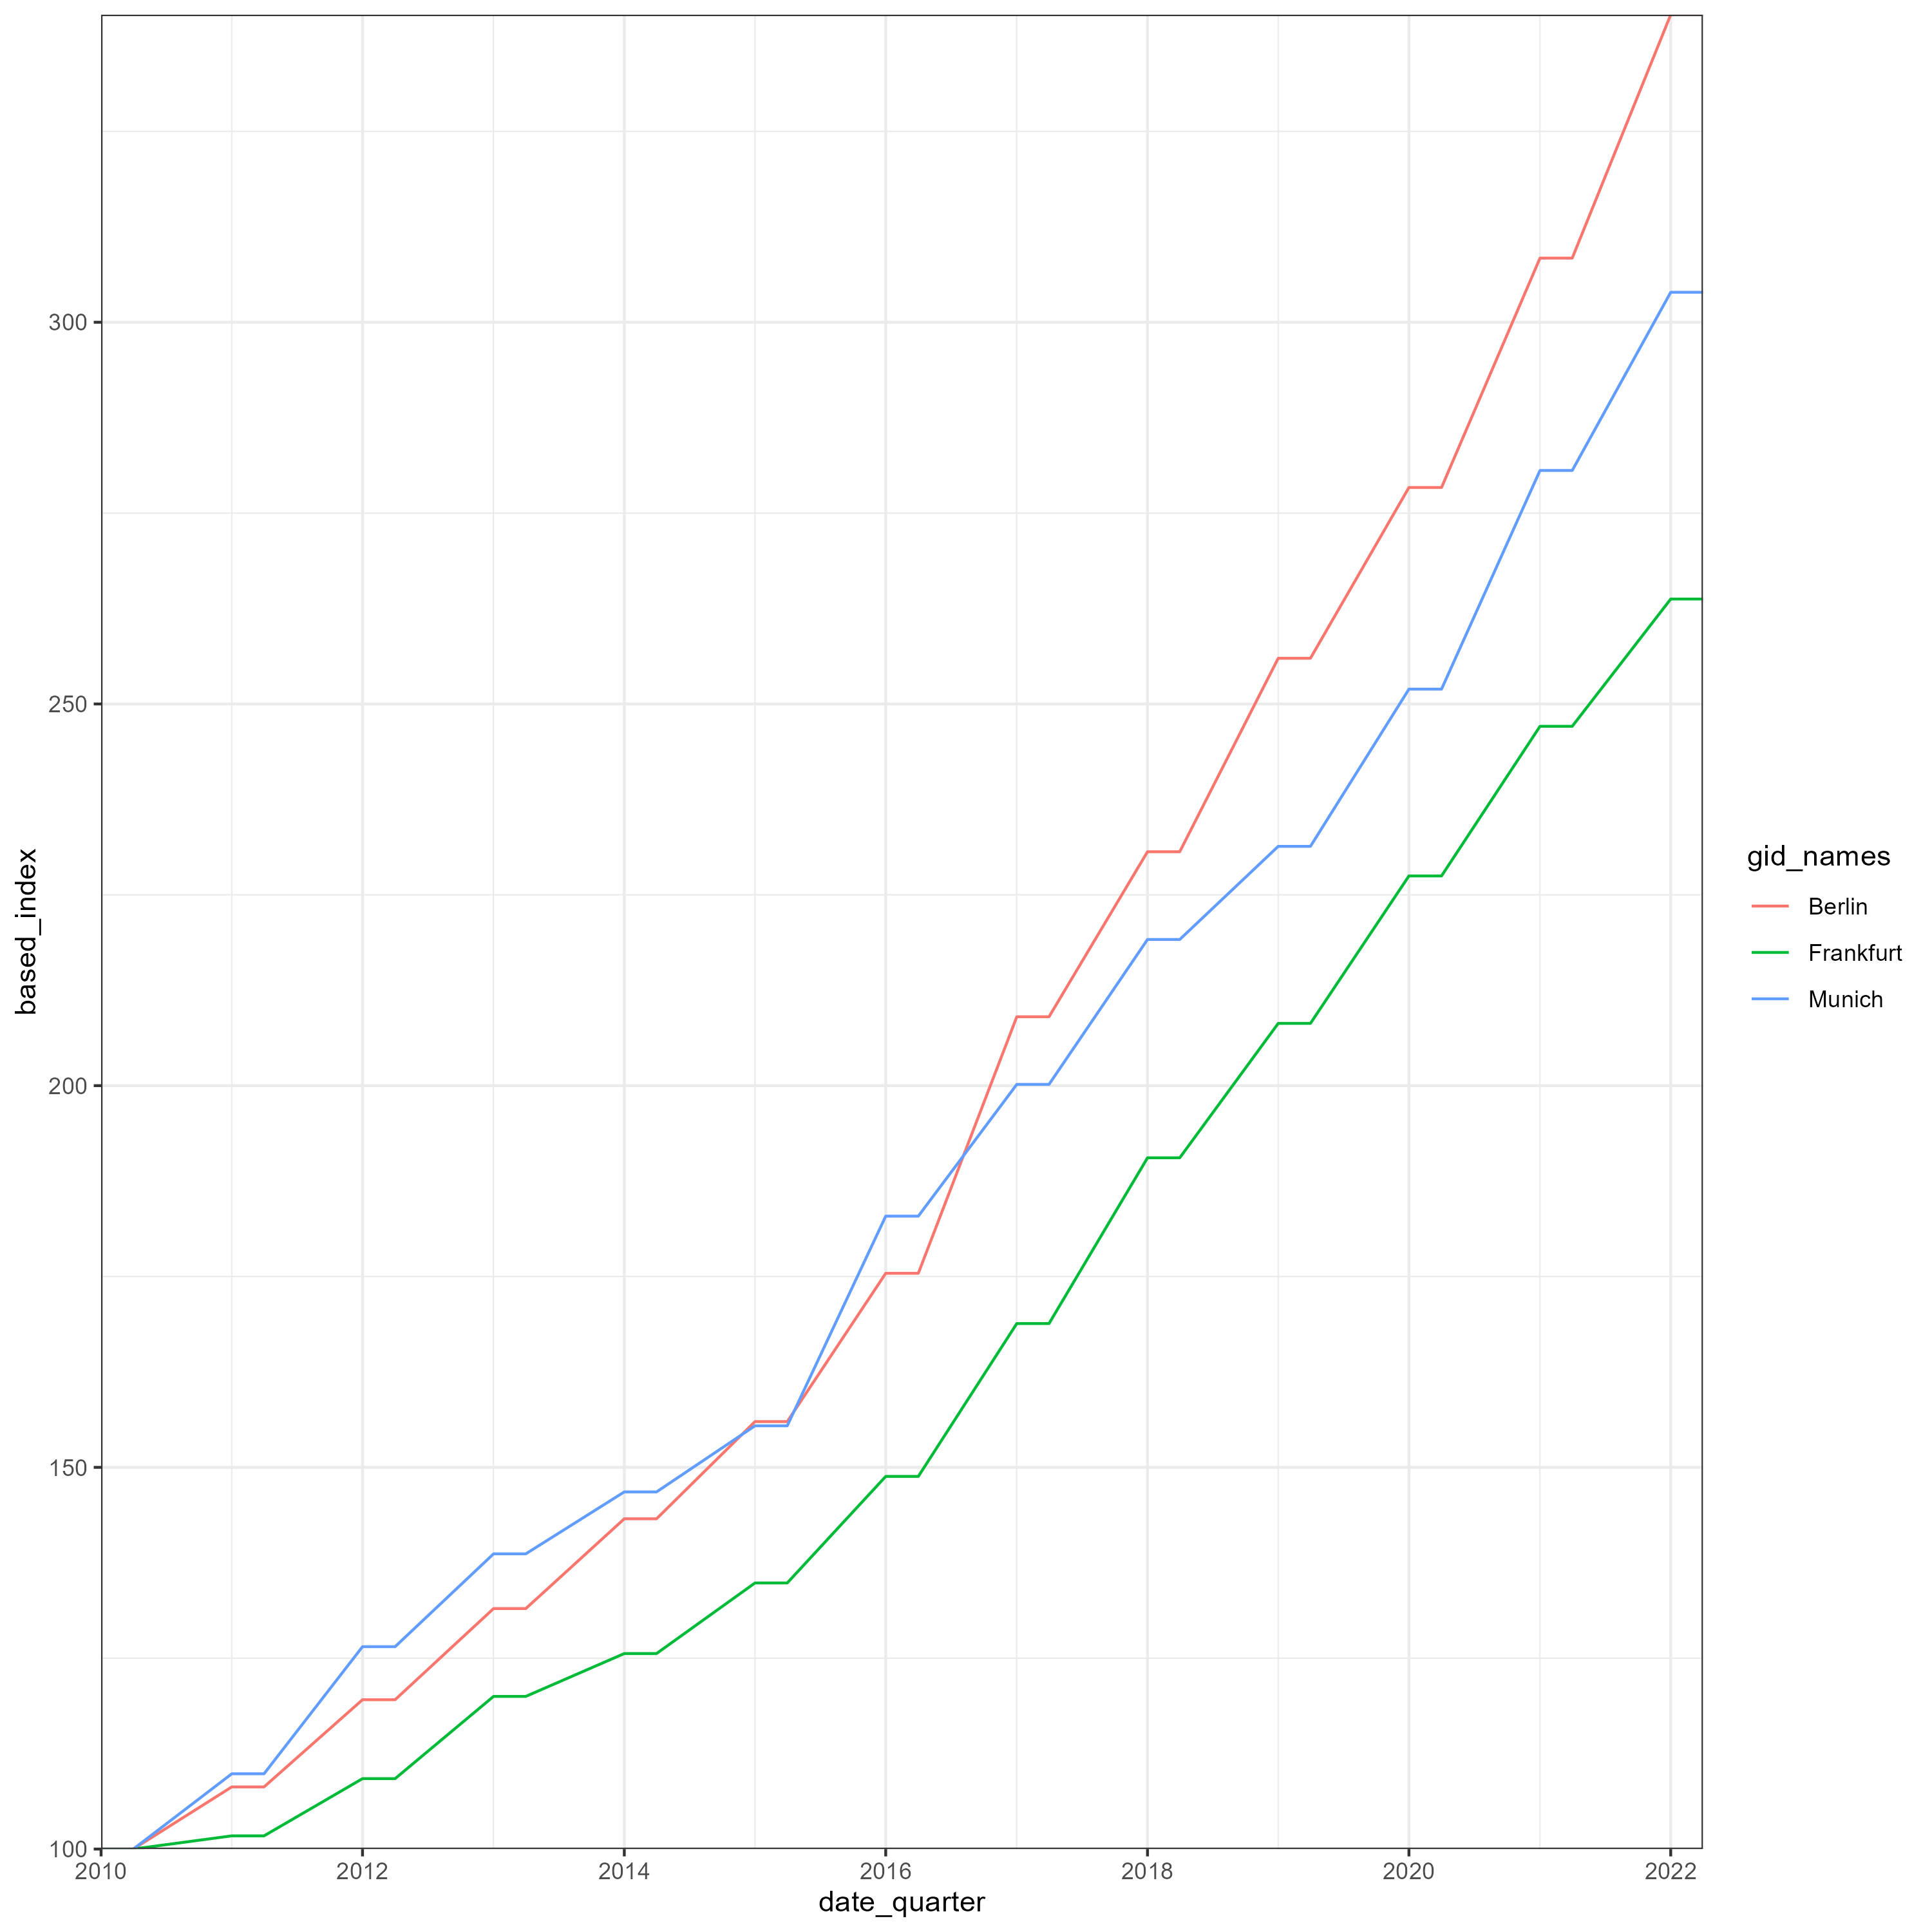 300
250
200
150
100
2010 2012 2014 2016 2018 2020 2022
date_quarter
based_index
gid_names
Berlin
Frankfurt
Munich